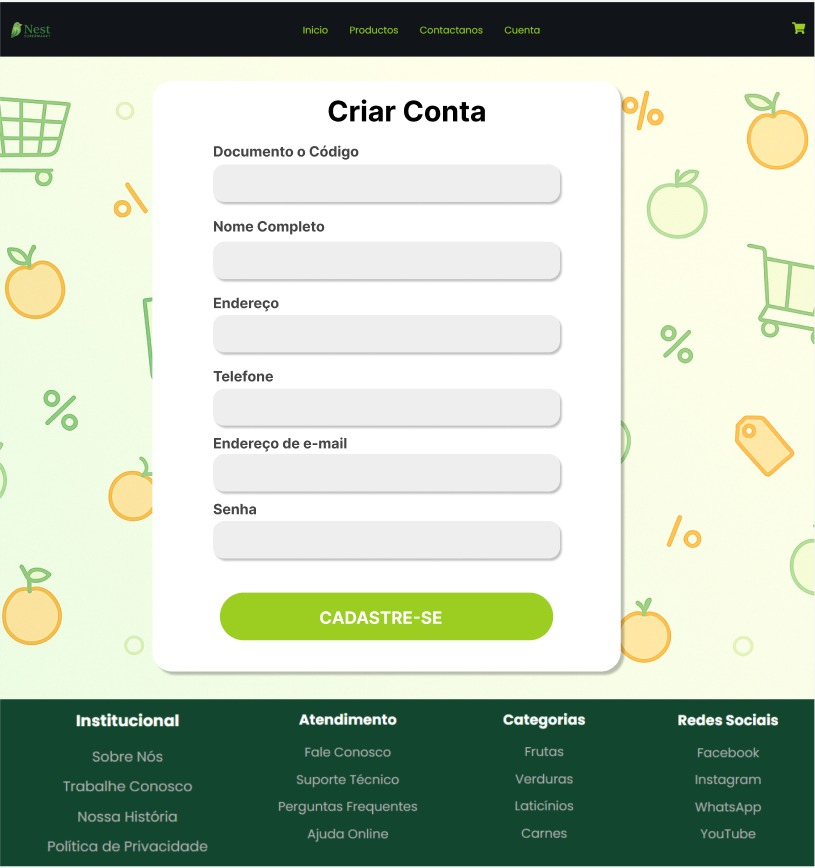 Nest
SUPERMARKET
Inicio Productos Contactanos Cuenta
Criar Conta
Documento o Código
Nome Completo
Endereço
Telefone
Endereço de e-mail
Senha
CADASTRE-SE
Institucional
Sobre Nós
Trabalhe Conosco
Nossa História
Política de Privacidade
Atendimento
Fale Conosco
Suporte Técnico
Perguntas Frequentes
Ajuda Online
Categorias
Frutas
Verduras
Laticínios
Carnes
Redes Sociais
Facebook
Instagram
WhatsApp
YouTube